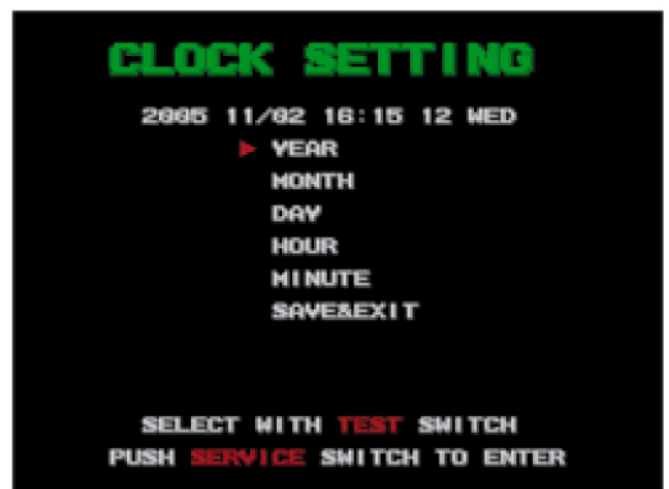 CLOCK SETTING
2005 11/02 16:15 12 WED
▶ YEAR
MONTH
DAY
HOUR
MINUTE
SAVE&EXIT
SELECT WITH TEST SWITCH
PUSH SERVICE SWITCH TO ENTER